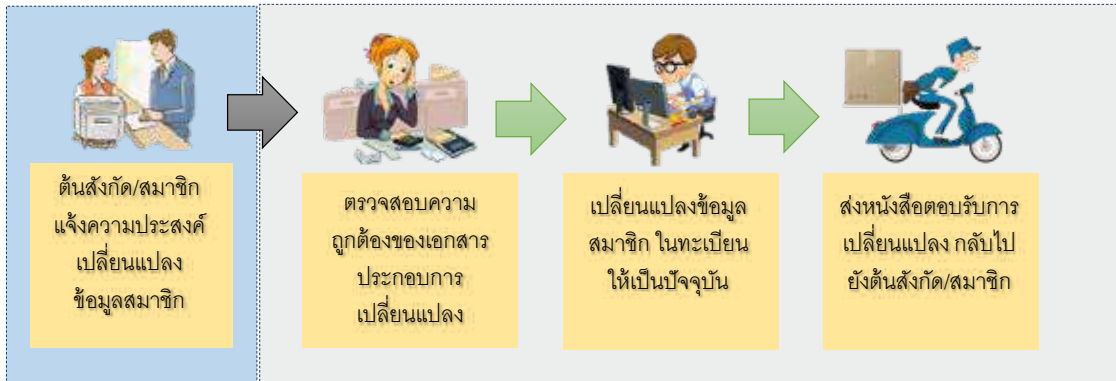 ต้นสังกัด/สมาชิก
แจ้งความประสงค์
เปลี่ยนแปลง
ข้อมูลสมาชิก
ตรวจสอบความ
ถูกต้องของเอกสาร
ประกอบการ
เปลี่ยนแปลง
เปลี่ยนแปลงข้อมูล
สมาชิก ในทะเบียน
ให้เป็นปัจจุบัน
ส่งหนังสือตอบรับการ
เปลี่ยนแปลง กลับไป
ยังต้นสังกัด/สมาชิก